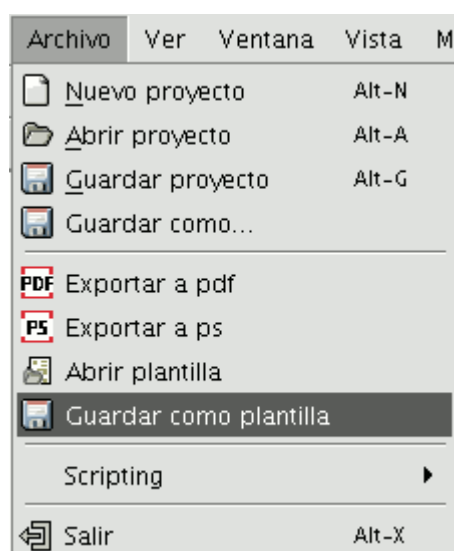 Archivo Ver Ventana Vista M
Nuevo proyecto Alt-N
Abrir proyecto Alt-A
Guardar proyecto Alt-G
Guardar como...
PDF Exportar a pdf
PS Exportar a ps
Abrir plantilla
Guardar como plantilla
Scripting
Salir Alt-X